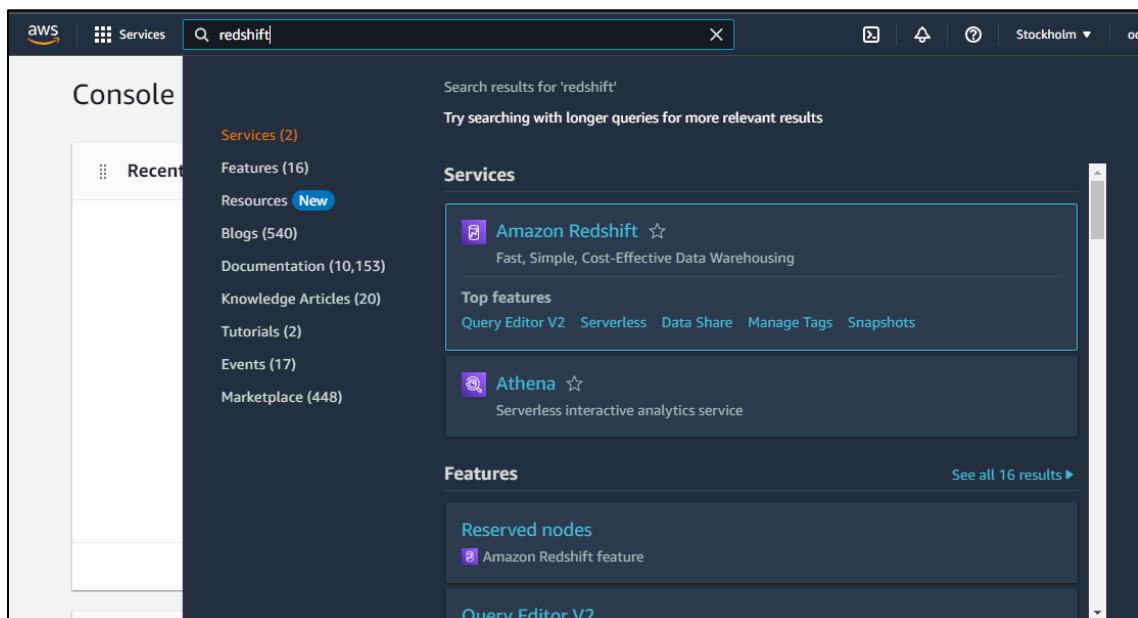 aws
Services
redshift
Stockholm
Console
Recent
Search results for 'redshift'
Try searching with longer queries for more relevant results
Services (2)
Features (16)
Resources New
Blogs (540)
Documentation (10,153)
Knowledge Articles (20)
Tutorials (2)
Events (17)
Marketplace (448)
Services
Amazon Redshift
Fast, Simple, Cost-Effective Data Warehousing
Top features
Query Editor V2 Serverless Data Share Manage Tags Snapshots
Athena
Serverless interactive analytics service
Features
See all 16 results
Reserved nodes
Amazon Redshift feature
Query Editor V2